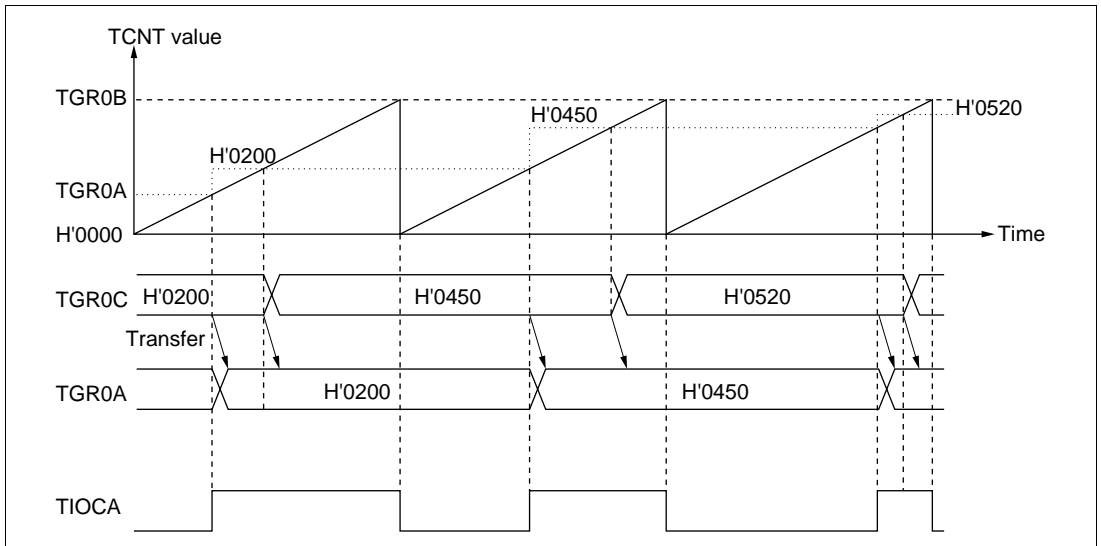 TCNT value
TGR0B
H'0520
H'0450
H'0200
TGR0A
H'0000
Time
TGR0C
H'0200
H'0450
H'0520
Transfer
TGR0A
H'0200
H'0450
TIOCA